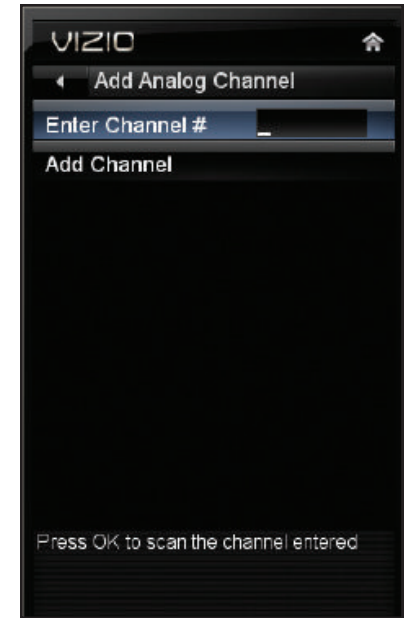 VIZIO
Add Analog Channel
Enter Channel # _
Add Channel
Press OK to scan the channel entered